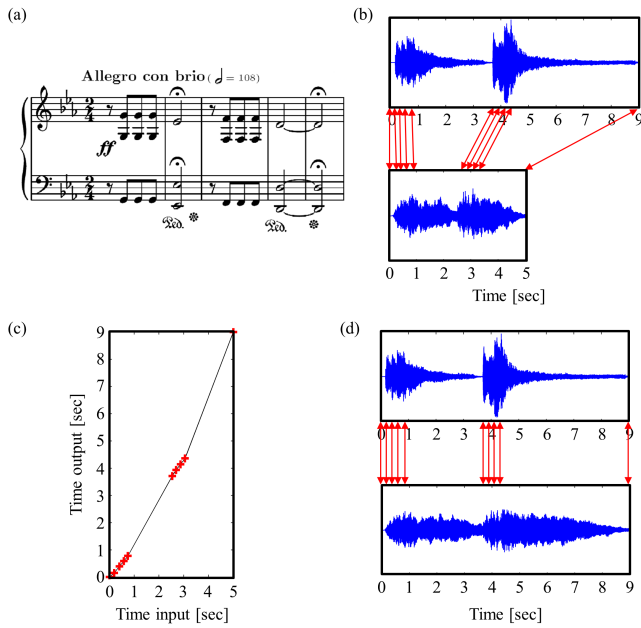 (a)
Allegro con brio (𝅗𝅥 = 108)
2
4
ff
2
4
Ped. Ped.
(b)
0 1 2 3 4 5 6 7 8 9
0 1 2 3 4 5
Time [sec]
(c)
9
8
7
6
5
4
3
2
1
0
Time output [sec]
0 1 2 3 4 5
Time input [sec]
(d)
0 1 2 3 4 5 6 7 8 9
0 1 2 3 4 5 6 7 8 9
Time [sec]